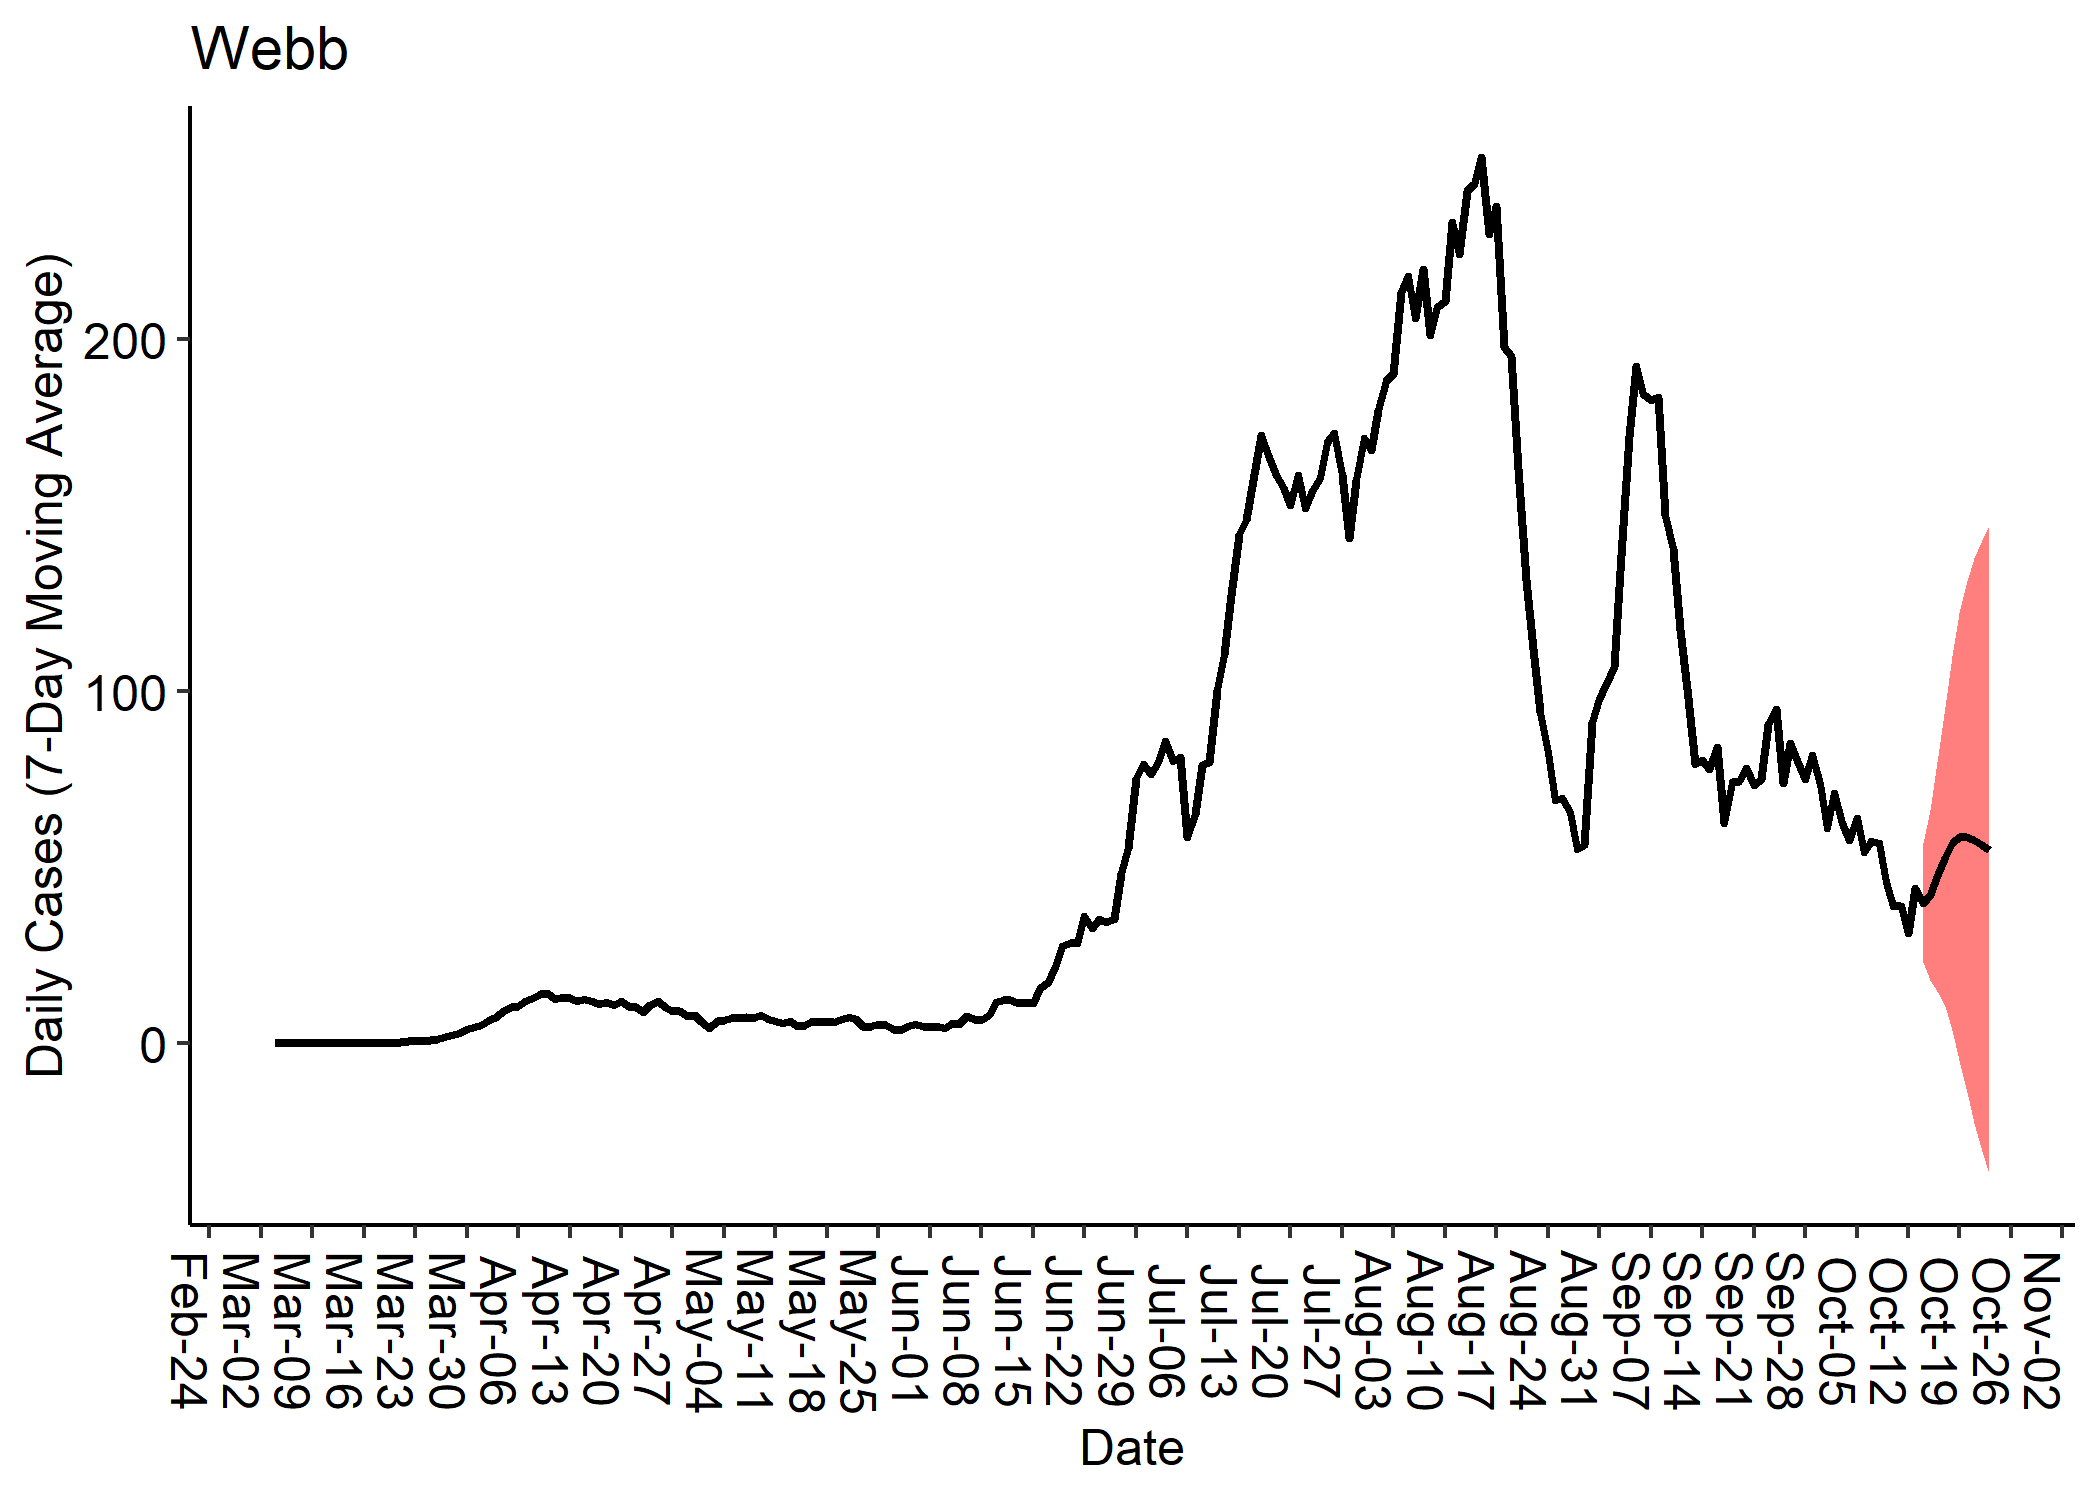 Webb
Daily Cases (7-Day Moving Average)
200
100
0
Feb-24
Mar-02
Mar-09
Mar-16
Mar-23
Mar-30
Apr-06
Apr-13
Apr-20
Apr-27
May-04
May-11
May-18
May-25
Jun-01
Jun-08
Jun-15
Jun-22
Jun-29
Jul-06
Jul-13
Jul-20
Jul-27
Aug-03
Aug-10
Aug-17
Aug-24
Aug-31
Sep-07
Sep-14
Sep-21
Sep-28
Oct-05
Oct-12
Oct-19
Oct-26
Nov-02
Date